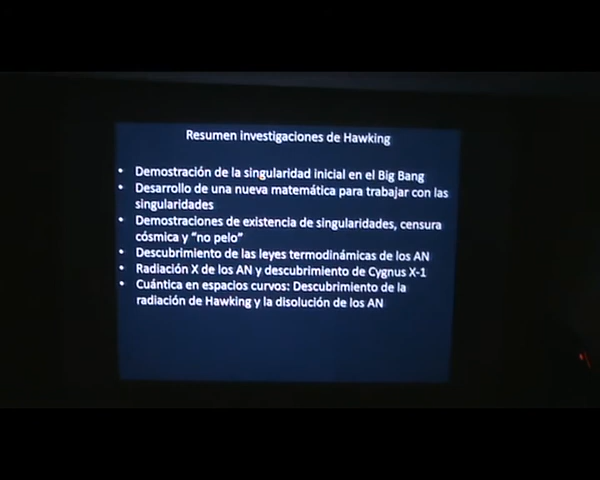 Resumen investigaciones de Hawking
• Demostración de la singularidad inicial en el Big Bang
• Desarrollo de una nueva matemática para trabajar con las
singularidades
• Demostraciones de existencia de singularidades, censura
cósmica y “no pelo”
• Descubrimiento de las leyes termodinámicas de los AN
• Radiación X de los AN y descubrimiento de Cygnus X-1
• Cuántica en espacios curvos: Descubrimiento de la
radiación de Hawking y la disolución de los AN